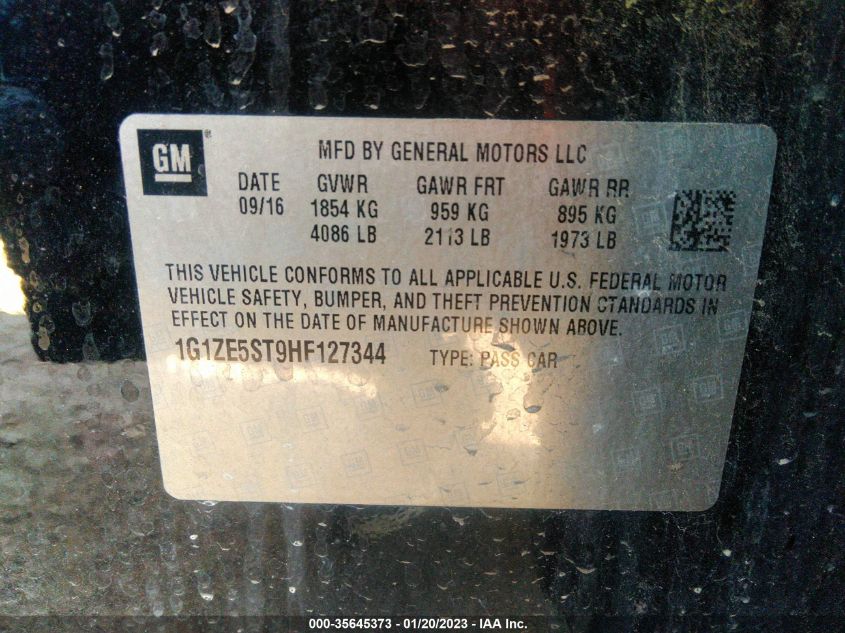 GM ®
MFD BY GENERAL MOTORS LLC
DATE GVWR GAWR FRT GAWR RR
09/16 1854 KG 959 KG 895 KG
4086 LB 2113 LB 1973 LB
THIS VEHICLE CONFORMS TO ALL APPLICABLE U.S. FEDERAL MOTOR
VEHICLE SAFETY, BUMPER, AND THEFT PREVENTION CTANDARDS IN
EFFECT ON THE DATE OF MANUFACTURE SHOWN ABOVE.
1G1ZE5ST9HF127344 TYPE: PASS CAR
000-35645373 | 01/20/2023 | IAA Inc.